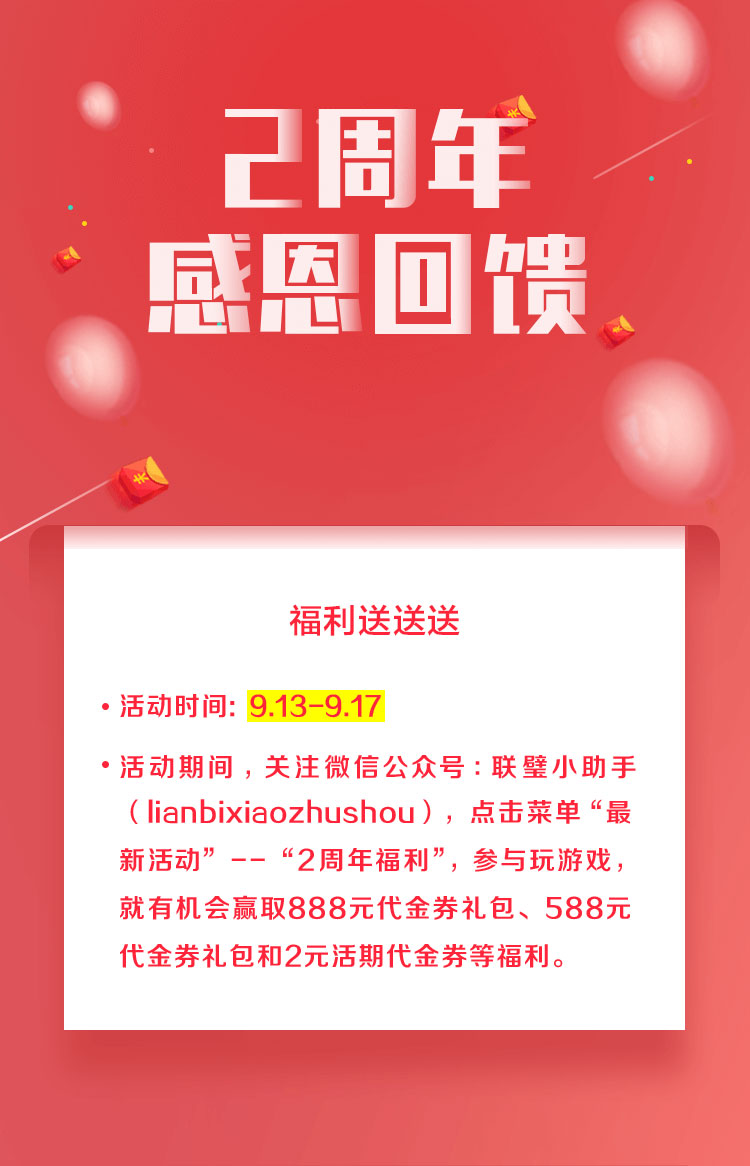 2周年
感恩回馈
福利送送送
• 活动时间: 9.13-9.17
• 活动期间，关注微信公众号：联璧小助手
（lianbixiaozhushou），点击菜单“最
新活动”--“2周年福利”，参与玩游戏，
就有机会赢取888元代金券礼包、588元
代金券礼包和2元活期代金券等福利。